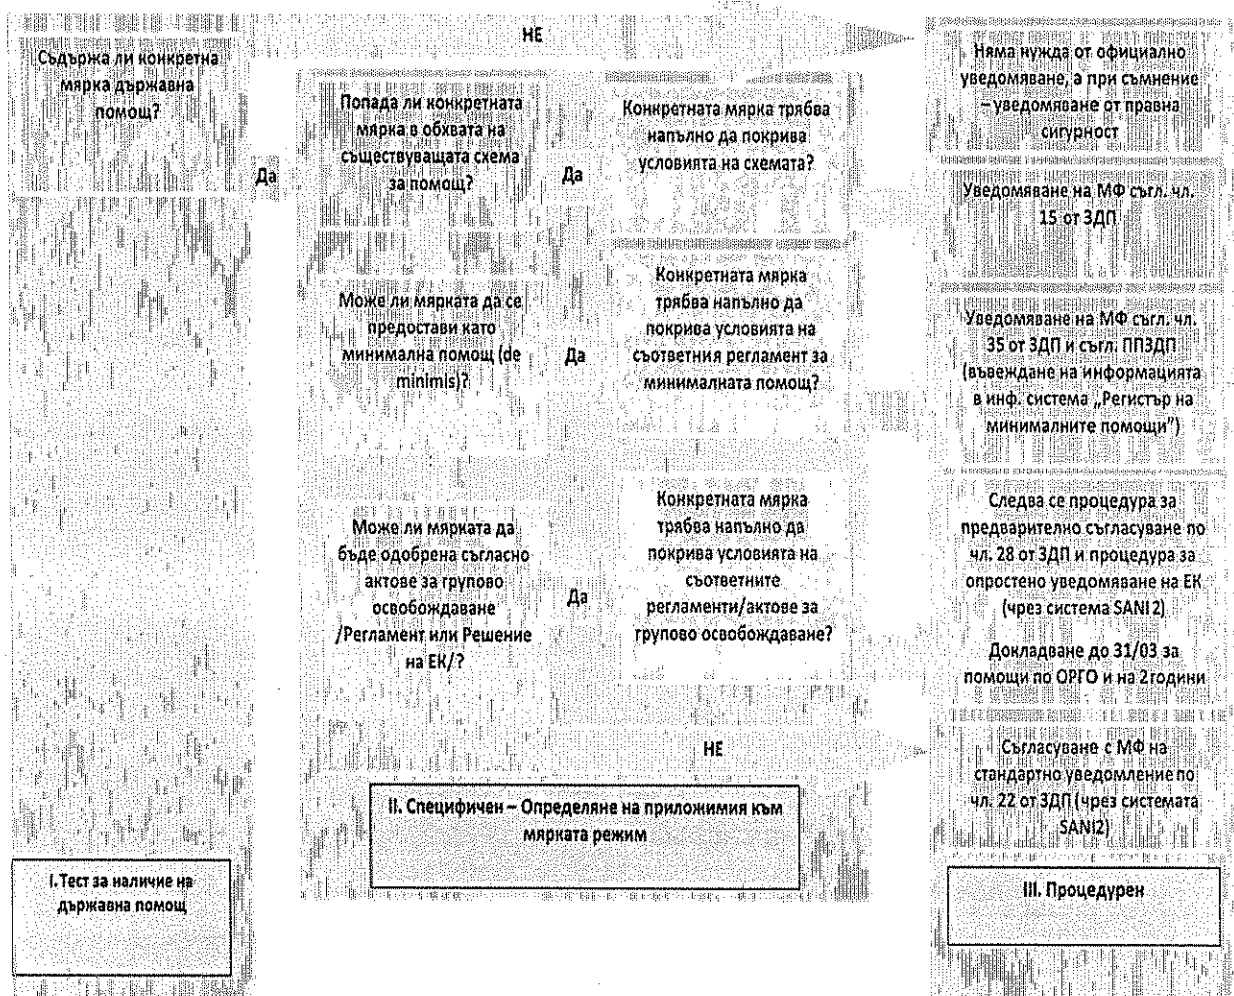 НЕ
Съдържа ли конкретна
мярка държавна
помощ?
Да
Попада ли конкретната
мярка в обхвата на
съществуващата схема
за помощ?
Да
Конкретната мярка трябва
напълно да покрива
условията на схемата?
Може ли мярката да се
предостави като
минимална помощ (de
minimis)?
Да
Конкретната мярка
трябва напълно да
покрива условията на
съответния регламент за
минималната помощ?
Може ли мярката да
бъде одобрена съгласно
актове за групово
освобождаване
/Регламент или Решение
на ЕК/?
Да
Конкретната мярка
трябва напълно да
покрива условията на
съответните
регламенти/актове за
групово освобождаване?
НЕ
Няма нужда от официално
уведомяване, а при съмнение
– уведомяване от правна
сигурност
Уведомяване на МФ съгл. чл.
15 от ЗДП
Уведомяване на МФ съгл. чл.
35 от ЗДП и съгл. ППЗДП
(въвеждане на информацията
в инф. система „Регистър на
минималните помощи")
Следва се процедура за
предварително съгласуване по
чл. 28 от ЗДП и процедура за
опростено уведомяване на ЕК
(чрез система SANI 2)
Докладване до 31/03 за
помощи по ОРГО и на 2години
Съгласуване с МФ на
стандартно уведомление по
чл. 22 от ЗДП (чрез системата
SANI2)
I. Тест за наличие на
държавна помощ
II. Специфичен – Определяне на приложимия към
мярката режим
III. Процедурен